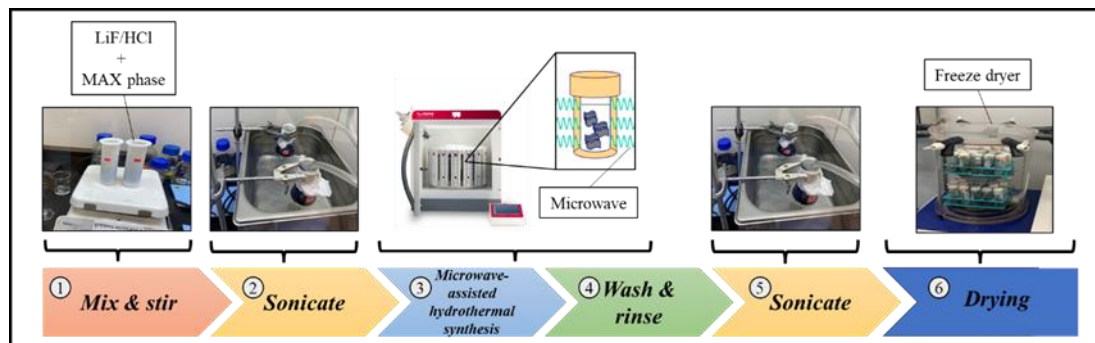 LiF/HCl
+
MAX phase
Freeze dryer
Microwave
1
Mix & stir
2
Sonicate
3
Microwave-
assisted
hydrothermal
synthesis
4
Wash &
rinse
5
Sonicate
6
Drying